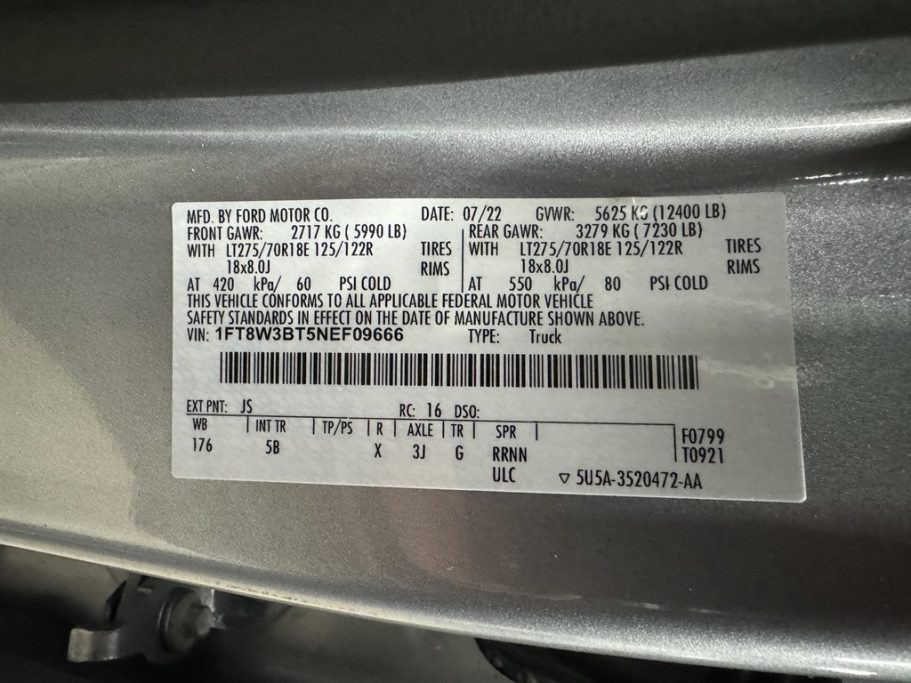 MFD. BY FORD MOTOR CO. DATE: 07/22 GVWR: 5625 KG (12400 LB)
FRONT GAWR: 2717 KG ( 5990 LB) REAR GAWR: 3279 KG ( 7230 LB)
WITH LT275/70R18E 125/122R TIRES WITH LT275/70R18E 125/122R TIRES
18x8.0J RIMS 18x8.0J RIMS
AT 420 kPa/ 60 PSI COLD AT 550 kPa/ 80 PSI COLD
THIS VEHICLE CONFORMS TO ALL APPLICABLE FEDERAL MOTOR VEHICLE
SAFETY STANDARDS IN EFFECT ON THE DATE OF MANUFACTURE SHOWN ABOVE.
VIN: 1FT8W3BT5NEF09666 TYPE: Truck
EXT PNT: JS RC: 16 DSO:
WB INT TR TP/PS R AXLE TR SPR F0799
176 5B X 3J G RRNN T0921
ULC 5U5A-3520472-AA